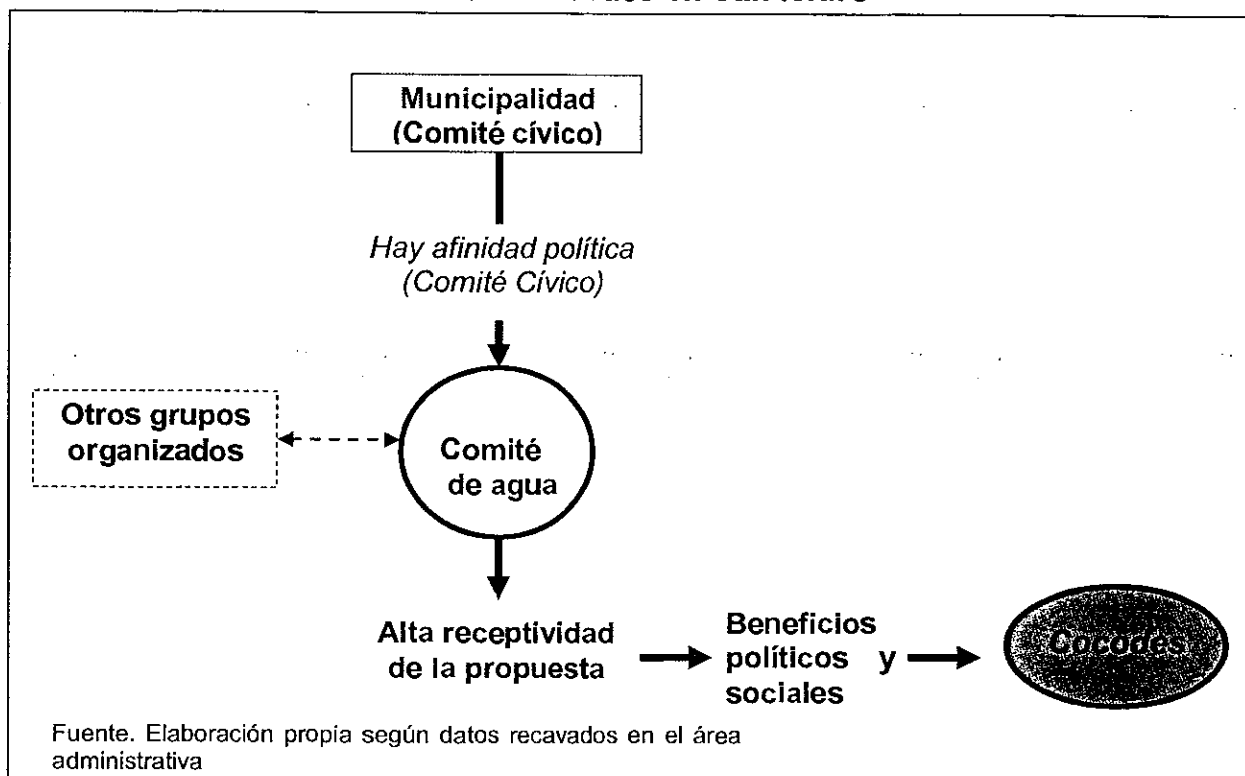 Municipalidad
(Comité cívico)
Hay afinidad política
(Comité Cívico)
Otros grupos
organizados
Comité
de agua
Alta receptividad
de la propuesta
Beneficios
políticos y
sociales
Cocodes
Fuente. Elaboración propia según datos recavados en el área
administrativa